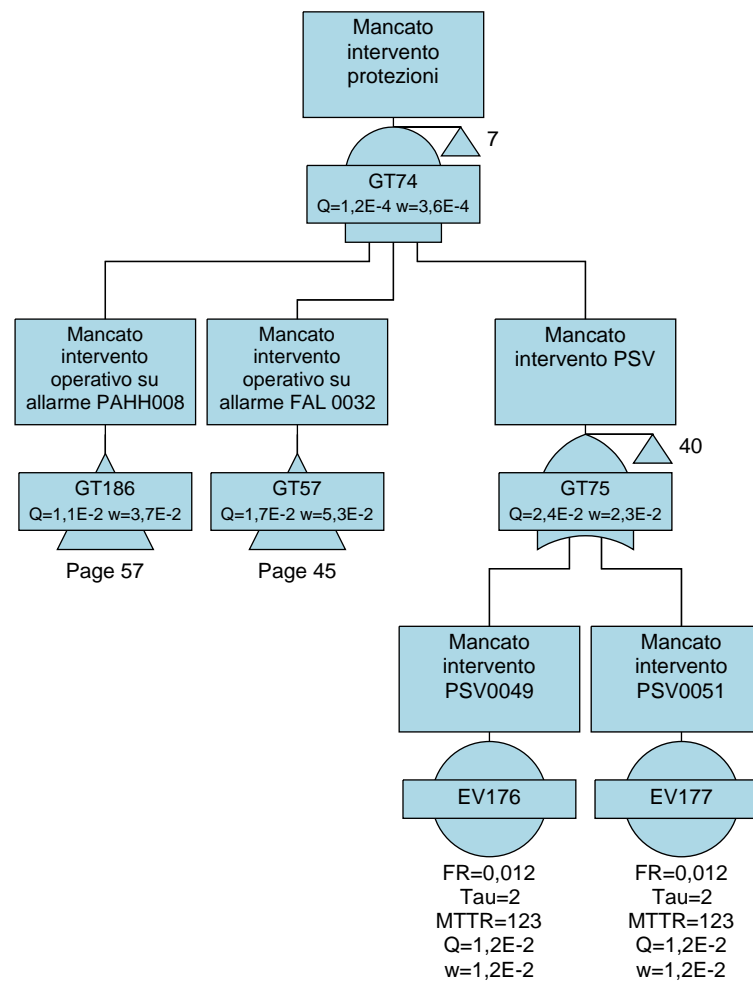 Mancato
intervento
protezioni
7
GT74
Q=1,2E-4 w=3,6E-4
Mancato
intervento
operativo su
allarme PAHH008
Mancato
intervento
operativo su
allarme FAL 0032
Mancato
intervento PSV
40
GT186
Q=1,1E-2 w=3,7E-2
Page 57
GT57
Q=1,7E-2 w=5,3E-2
Page 45
GT75
Q=2,4E-2 w=2,3E-2
Mancato
intervento
PSV0049
Mancato
intervento
PSV0051
EV176
FR=0,012
Tau=2
MTTR=123
Q=1,2E-2
w=1,2E-2
EV177
FR=0,012
Tau=2
MTTR=123
Q=1,2E-2
w=1,2E-2